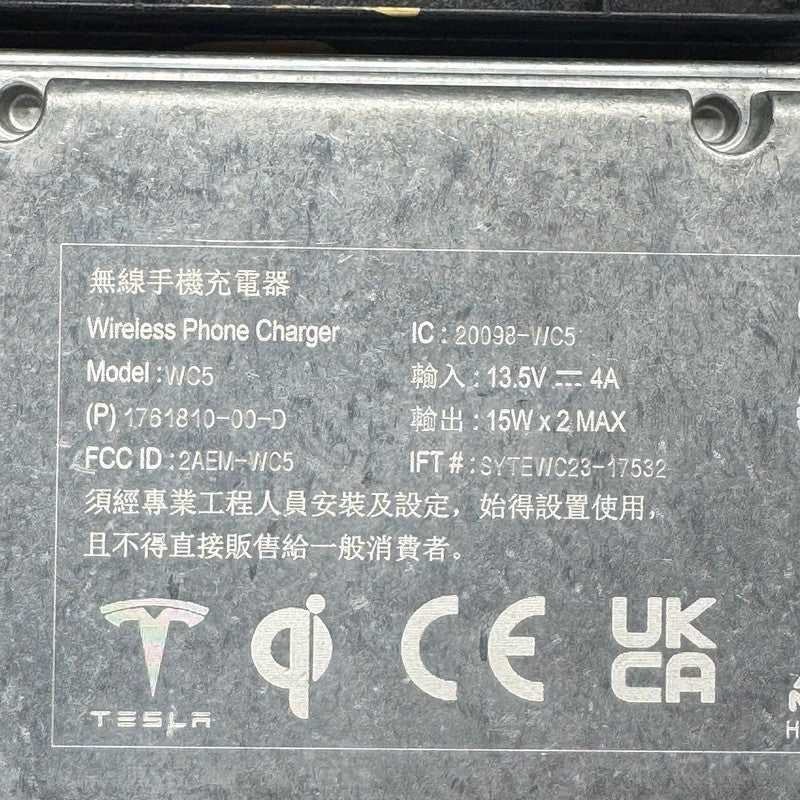 無線手機充電器
Wireless Phone Charger
Model : WC5
(P) 1761810-00-D
FCC ID : 2AEM-WC5
IC : 20098-WC5
輸入 : 13.5V ⎓ 4A
輸出 : 15W x 2 MAX
IFT # : SYTEWC23-17532
須經專業工程人員安裝及設定，始得設置使用，
且不得直接販售給一般消費者。
TESLA
qi
CE
UK
CA